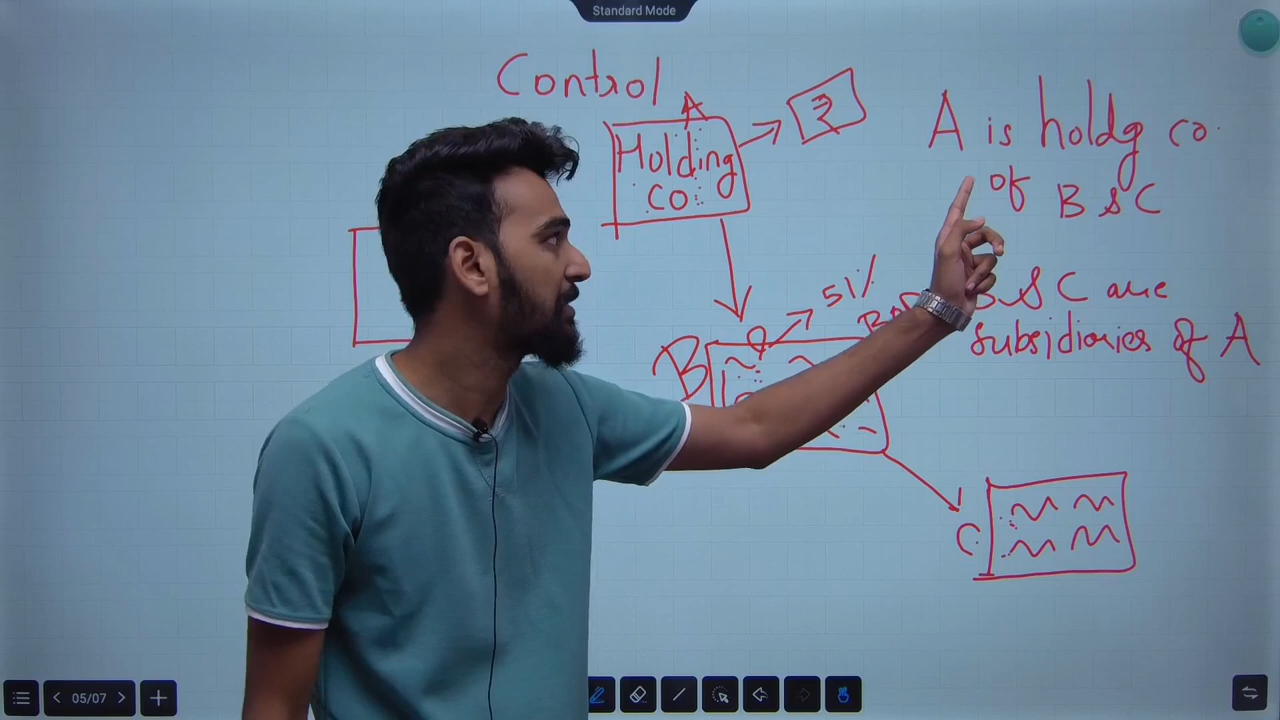 Standard Mode
Control
A
Holding
co
₹
A is holdg co.
of B & C
51%
B & C are
subsidiaries of A
B
C
05/07